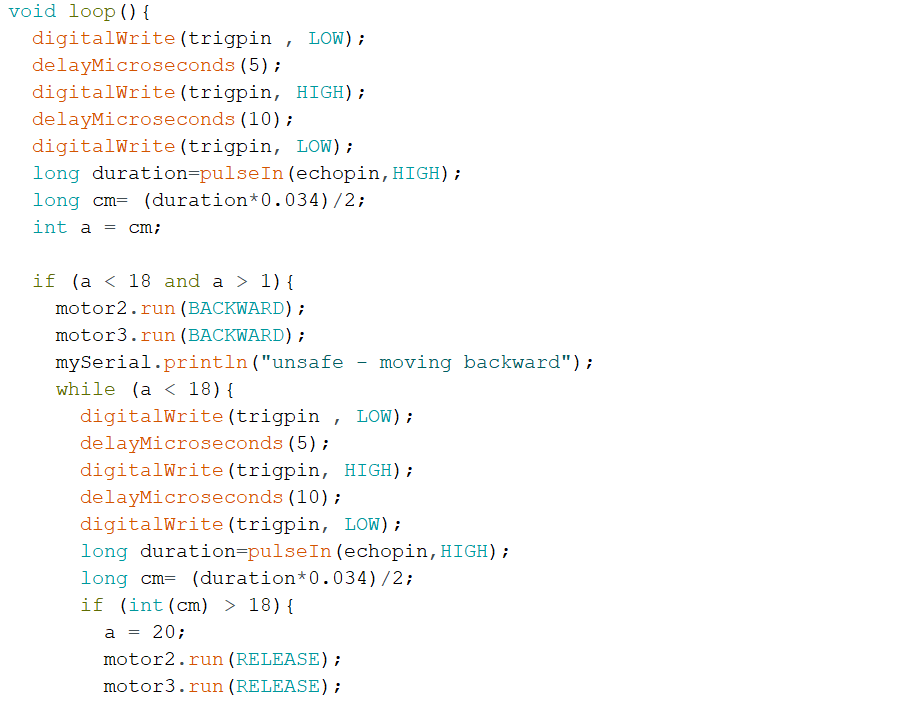 void loop(){
  digitalWrite(trigpin , LOW);
  delayMicroseconds(5);
  digitalWrite(trigpin, HIGH);
  delayMicroseconds(10);
  digitalWrite(trigpin, LOW);
  long duration=pulseIn(echopin,HIGH);
  long cm= (duration*0.034)/2;
  int a = cm;

  if (a < 18 and a > 1){
    motor2.run(BACKWARD);
    motor3.run(BACKWARD);
    mySerial.println("unsafe - moving backward");
    while (a < 18){
      digitalWrite(trigpin , LOW);
      delayMicroseconds(5);
      digitalWrite(trigpin, HIGH);
      delayMicroseconds(10);
      digitalWrite(trigpin, LOW);
      long duration=pulseIn(echopin,HIGH);
      long cm= (duration*0.034)/2;
      if (int(cm) > 18){
        a = 20;
        motor2.run(RELEASE);
        motor3.run(RELEASE);